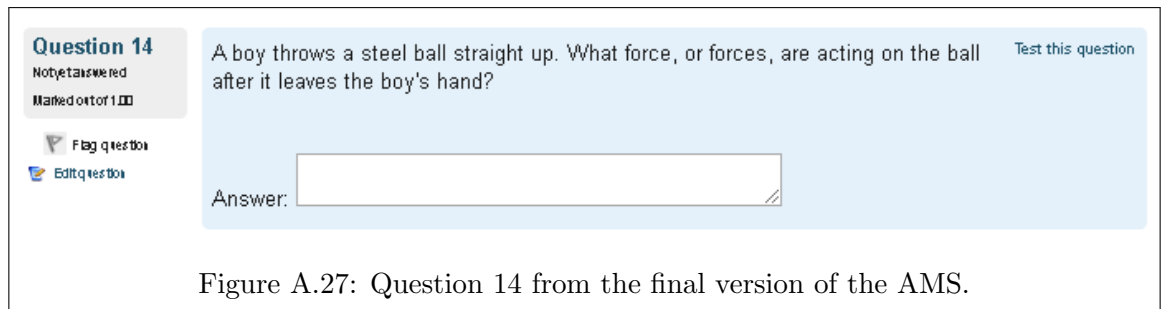 Question 14
Not yet answered
Marked out of 1.00
Flag question
Edit question
A boy throws a steel ball straight up. What force, or forces, are acting on the ball
after it leaves the boy's hand?
Test this question
Answer:
Figure A.27: Question 14 from the final version of the AMS.